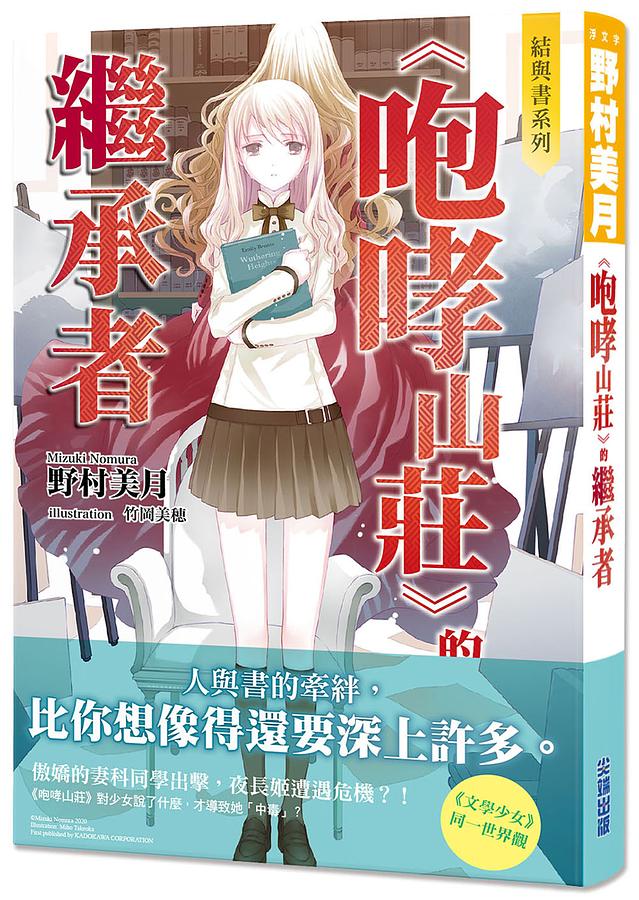 結與書系列
《咆哮山莊》的
繼承者
Emily Bronte
Wuthering
Heights
Mizuki Nomura
野村美月
illustration 竹岡美穗
人與書的牽絆，
比你想像得還要深上許多。
傲嬌的妻科同學出擊，夜長姬遭遇危機？！
《咆哮山莊》對少女說了什麼，才導致她「中毒」？
©Mizuki Nomura 2020
Illustration: Miho Takeoka
First published by KADOKAWA CORPORATION
《文學少女》
同一世界觀
浮文字
野村美月
《咆哮山莊》的繼承者
尖端出版